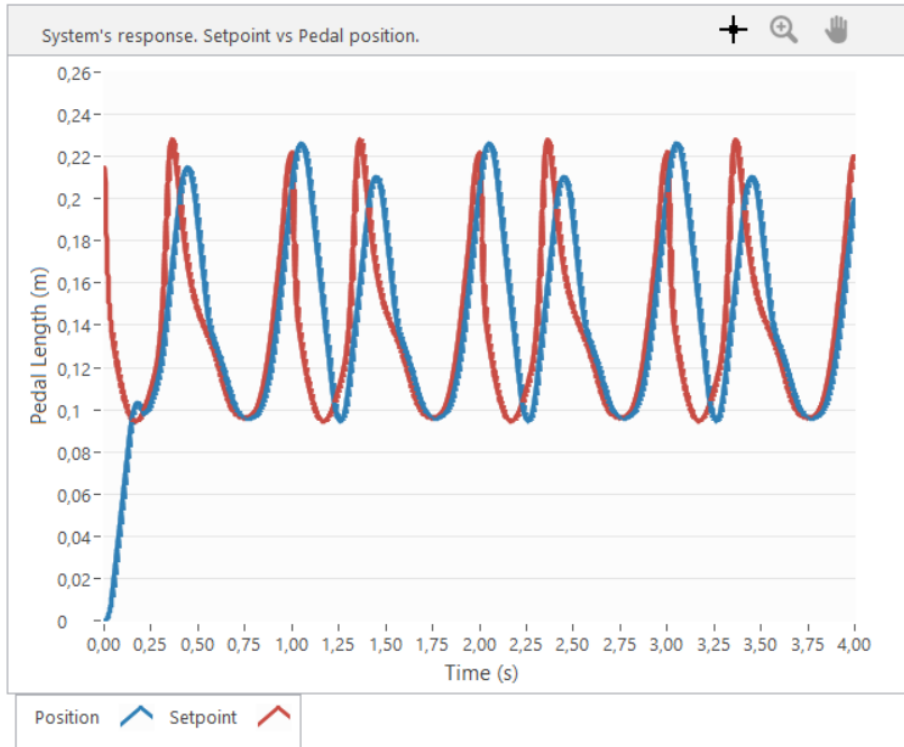 System's response. Setpoint vs Pedal position.
0,26
0,24
0,22
0,2
0,18
0,16
0,14
0,12
0,1
0,08
0,06
0,04
0,02
0
Pedal Length (m)
0,00 0,25 0,50 0,75 1,00 1,25 1,50 1,75 2,00 2,25 2,50 2,75 3,00 3,25 3,50 3,75 4,00
Time (s)
Position Setpoint